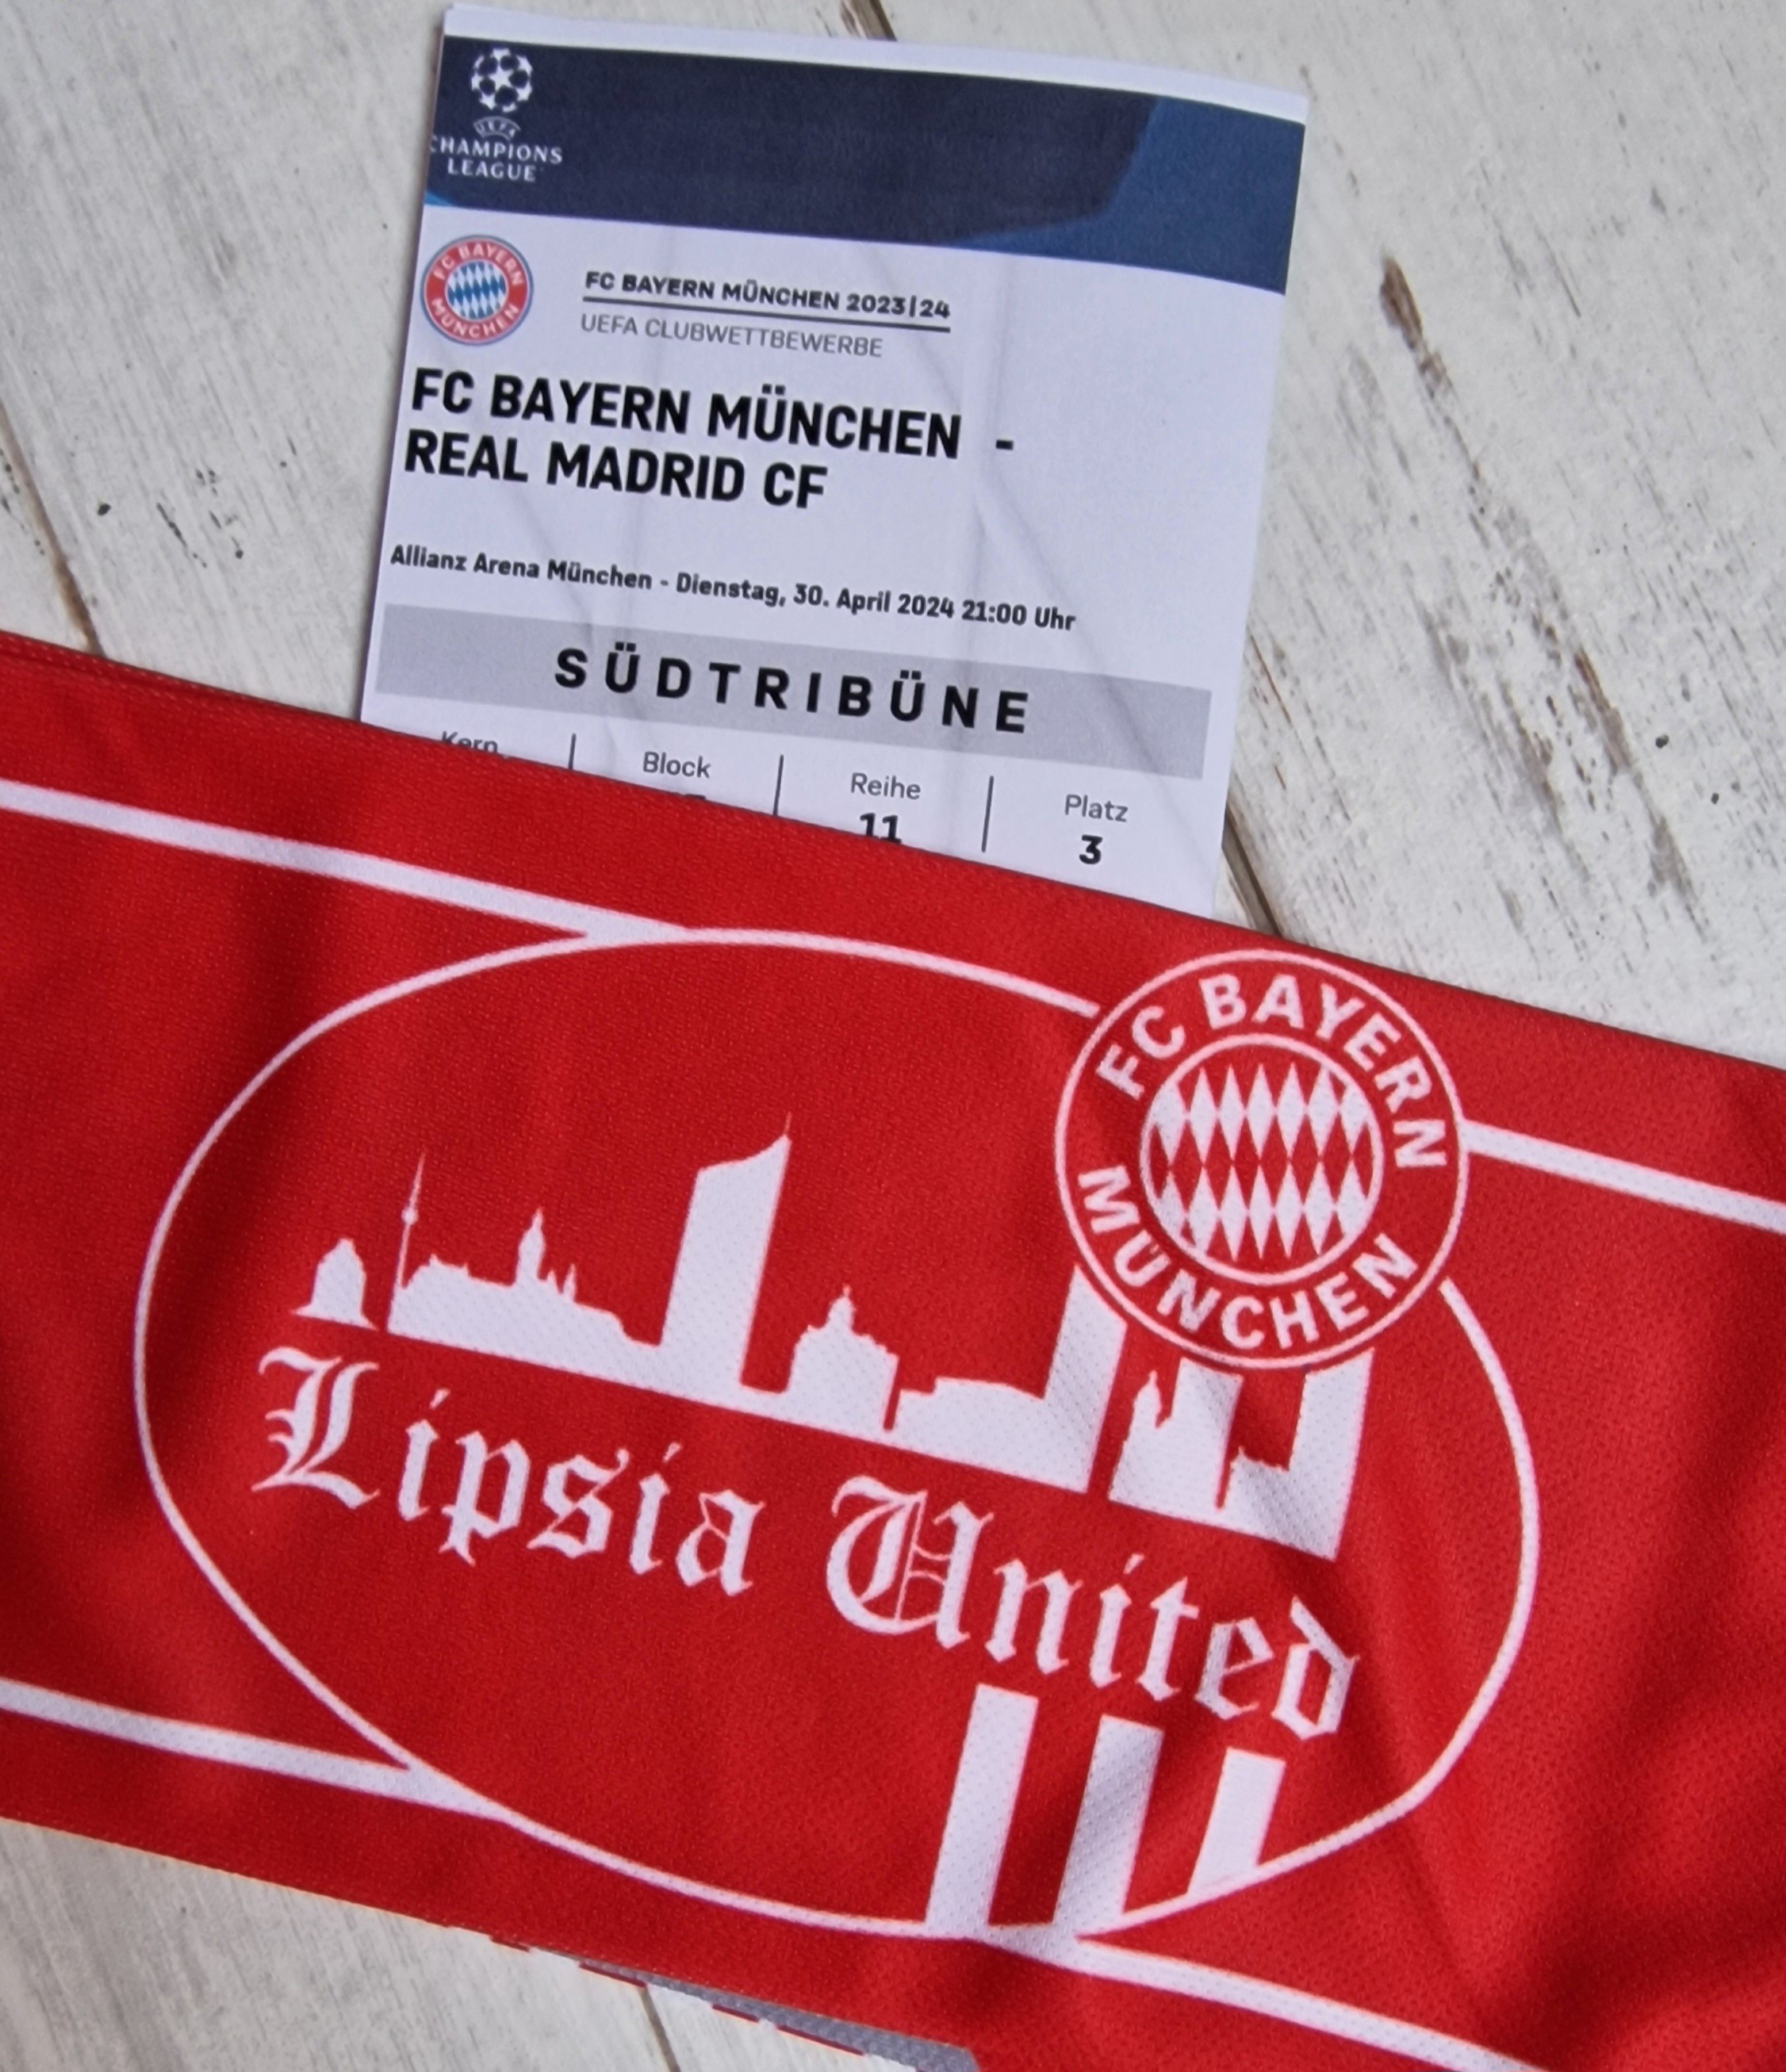 UEFA
CHAMPIONS
LEAGUE
FC BAYERN
MÜNCHEN
FC BAYERN MÜNCHEN 2023|24
UEFA CLUBWETTBEWERBE
FC BAYERN MÜNCHEN -
REAL MADRID CF
Allianz Arena München - Dienstag, 30. April 2024 21:00 Uhr
SÜDTRIBÜNE
Block
Reihe
Platz
11
3
FC BAYERN
MÜNCHEN
Lipsia United